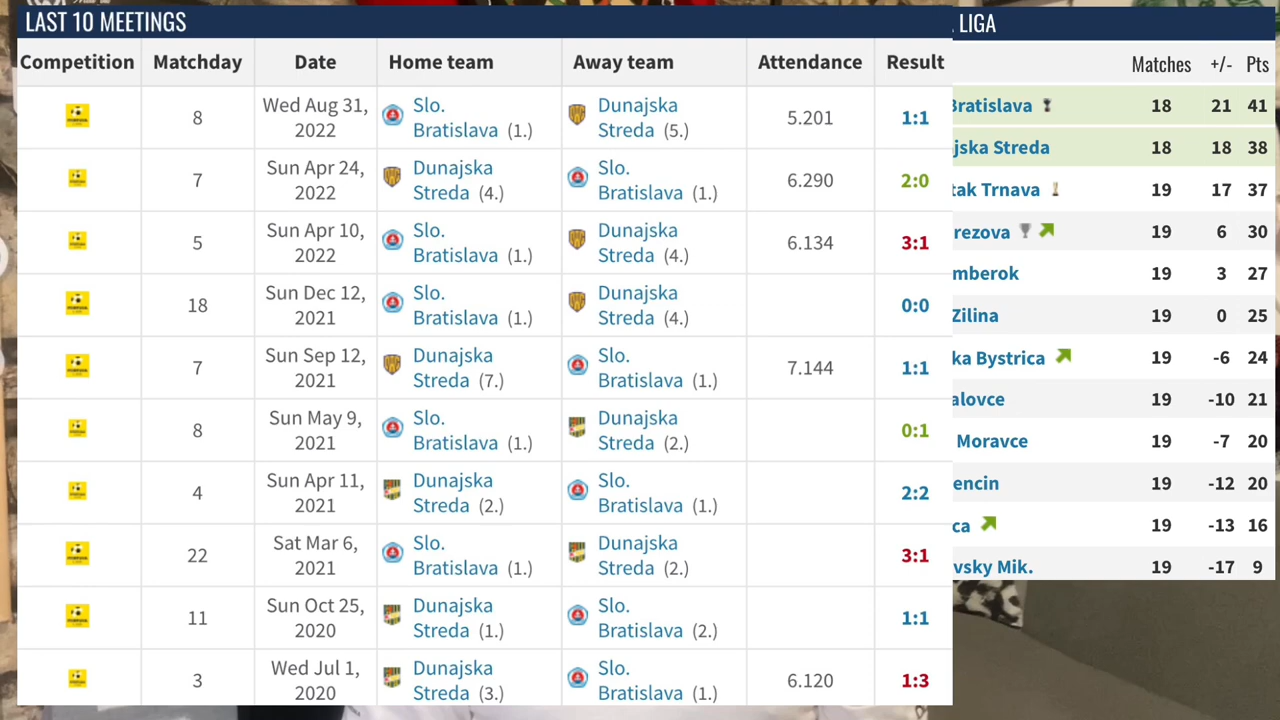 LAST 10 MEETINGS
Competition Matchday Date Home team Away team Attendance Result
8 Wed Aug 31, 2022 Slo. Bratislava (1.) Dunajska Streda (5.) 5.201 1:1
7 Sun Apr 24, 2022 Dunajska Streda (4.) Slo. Bratislava (1.) 6.290 2:0
5 Sun Apr 10, 2022 Slo. Bratislava (1.) Dunajska Streda (4.) 6.134 3:1
18 Sun Dec 12, 2021 Slo. Bratislava (1.) Dunajska Streda (4.) 0:0
7 Sun Sep 12, 2021 Dunajska Streda (7.) Slo. Bratislava (1.) 7.144 1:1
8 Sun May 9, 2021 Slo. Bratislava (1.) Dunajska Streda (2.) 0:1
4 Sun Apr 11, 2021 Dunajska Streda (2.) Slo. Bratislava (1.) 2:2
22 Sat Mar 6, 2021 Slo. Bratislava (1.) Dunajska Streda (2.) 3:1
11 Sun Oct 25, 2020 Dunajska Streda (1.) Slo. Bratislava (2.) 1:1
3 Wed Jul 1, 2020 Dunajska Streda (3.) Slo. Bratislava (1.) 6.120 1:3
LIGA
Matches +/- Pts
Bratislava 18 21 41
jska Streda 18 18 38
tak Trnava 19 17 37
rezova 19 6 30
mberok 19 3 27
Zilina 19 0 25
ka Bystrica 19 -6 24
alovce 19 -10 21
Moravce 19 -7 20
encin 19 -12 20
ca 19 -13 16
vsky Mik. 19 -17 9